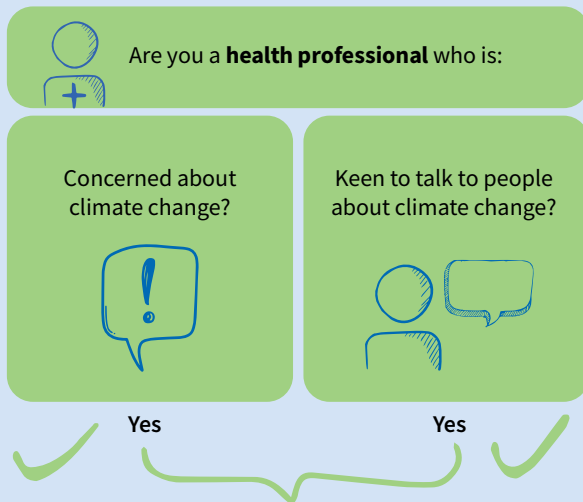 Are you a health professional who is:
Concerned about
climate change?
Keen to talk to people
about climate change?
Yes
Yes